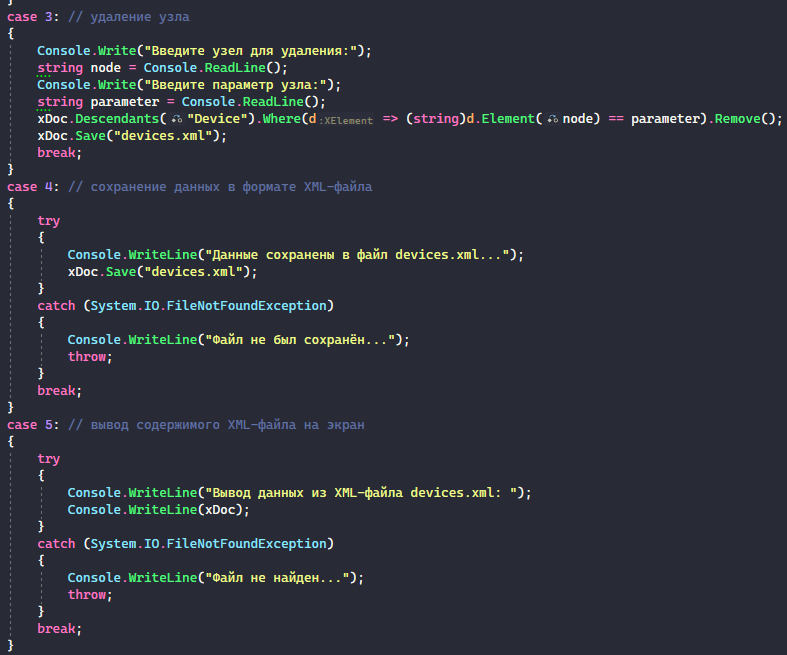 }
case 3: // удаление узла
{
Console.Write("Введите узел для удаления:");
string node = Console.ReadLine();
Console.Write("Введите параметр узла:");
string parameter = Console.ReadLine();
xDoc.Descendants("Device").Where(d:XElement => (string)d.Element(node) == parameter).Remove();
xDoc.Save("devices.xml");
break;
}
case 4: // сохранение данных в формате XML-файла
{
try
{
Console.WriteLine("Данные сохранены в файл devices.xml...");
xDoc.Save("devices.xml");
}
catch (System.IO.FileNotFoundException)
{
Console.WriteLine("Файл не был сохранён...");
throw;
}
break;
}
case 5: // вывод содержимого XML-файла на экран
{
try
{
Console.WriteLine("Вывод данных из XML-файла devices.xml: ");
Console.WriteLine(xDoc);
}
catch (System.IO.FileNotFoundException)
{
Console.WriteLine("Файл не найден...");
throw;
}
break;
}